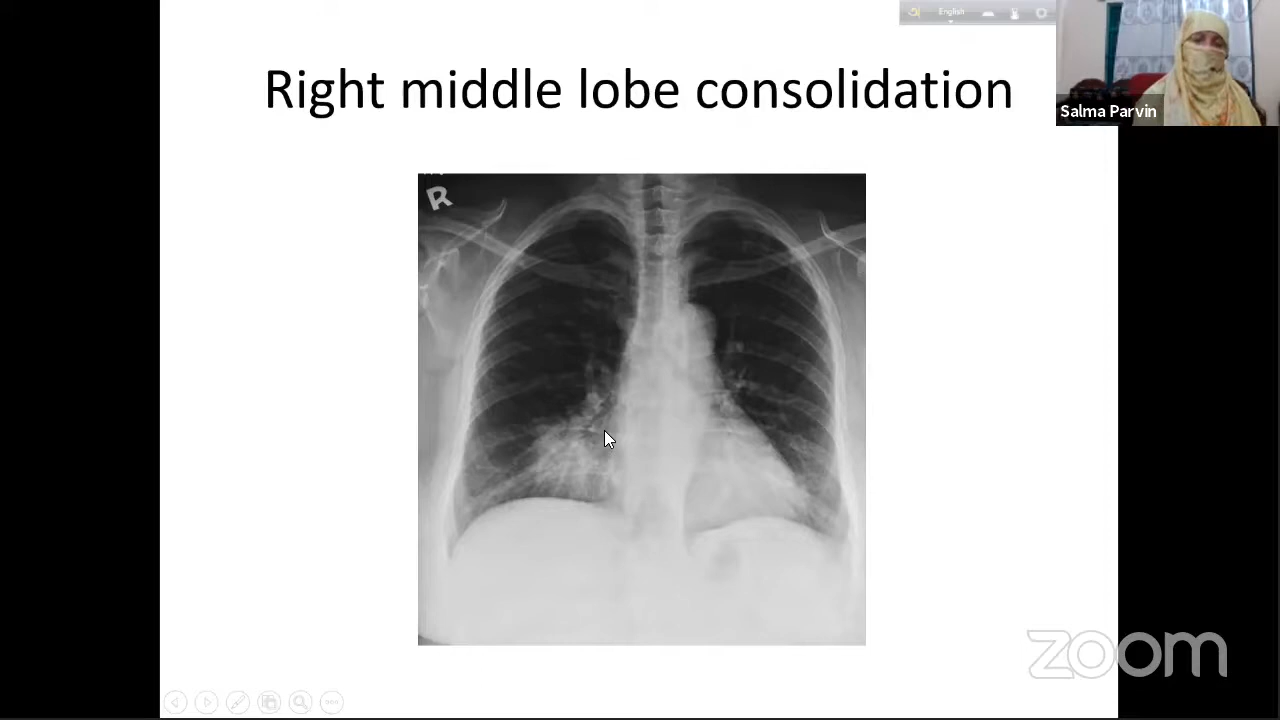 English
Right middle lobe consolidation
Salma Parvin
R
zoom